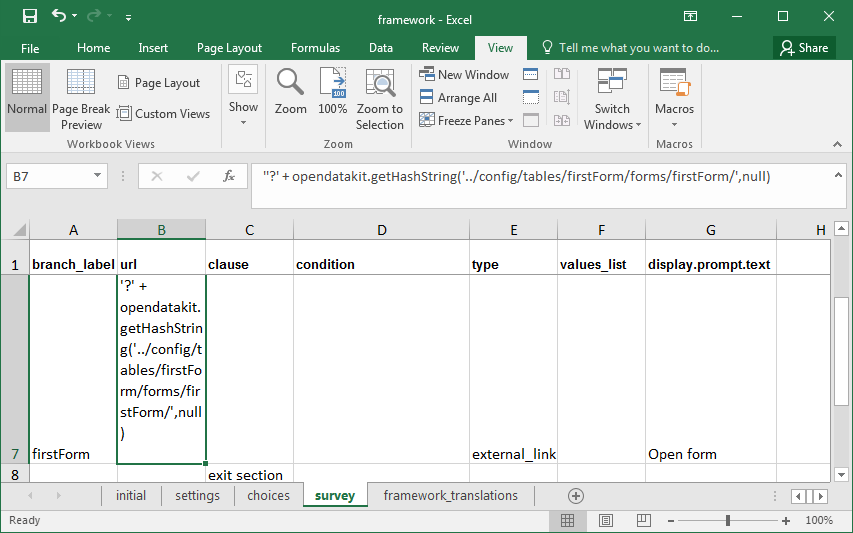 framework - Excel
File Home Insert Page Layout Formulas Data Review View Tell me what you want to do... Share
Normal
Page Break
Preview
Page Layout
Custom Views
Workbook Views
Show
Zoom
100%
Zoom to
Selection
Zoom
New Window
Arrange All
Freeze Panes
Switch
Windows
Window
Macros
Macros
B7 fx ''?' + opendatakit.getHashString('../config/tables/firstForm/forms/firstForm/',null)
A B C D E F G H
1 branch_label url clause condition type values_list display.prompt.text
'?' +
opendatakit.
getHashStrin
g('../config/t
ables/firstFo
rm/forms/fir
stForm/',null
)
7 firstForm external_link Open form
8 exit section
initial settings choices survey framework_translations
Ready 100%